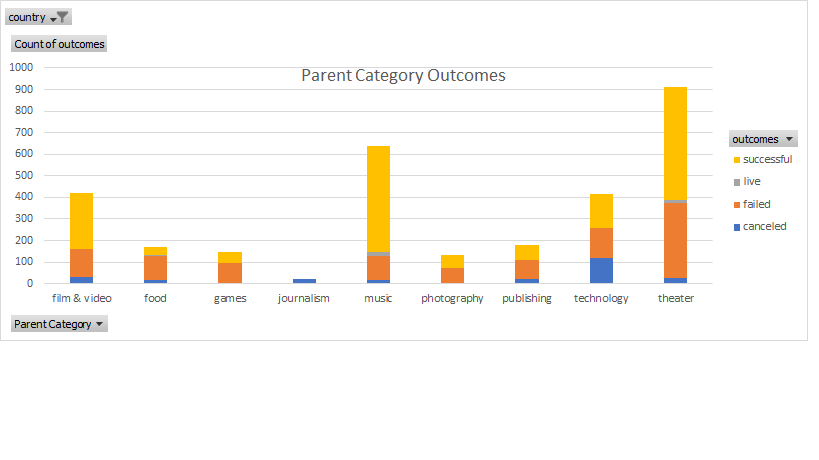 country
Count of outcomes
Parent Category Outcomes
1000
900
800
700
600
500
400
300
200
100
0
film & video
food
games
journalism
music
photography
publishing
technology
theater
outcomes
successful
live
failed
canceled
Parent Category